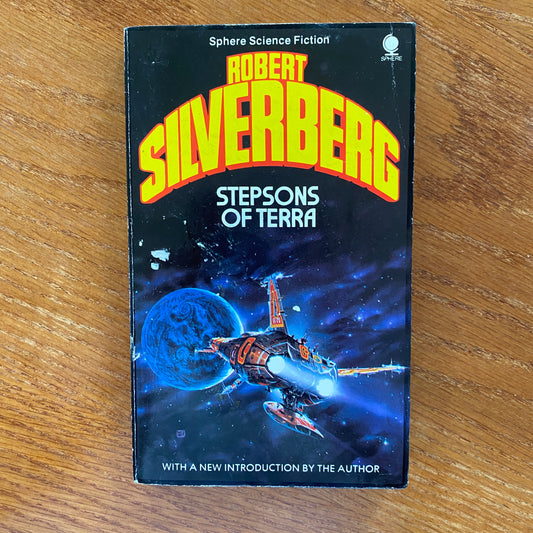 Sphere Science Fiction
SPHERE
ROBERT
SILVERBERG
STEPSONS
OF TERRA
WITH A NEW INTRODUCTION BY THE AUTHOR